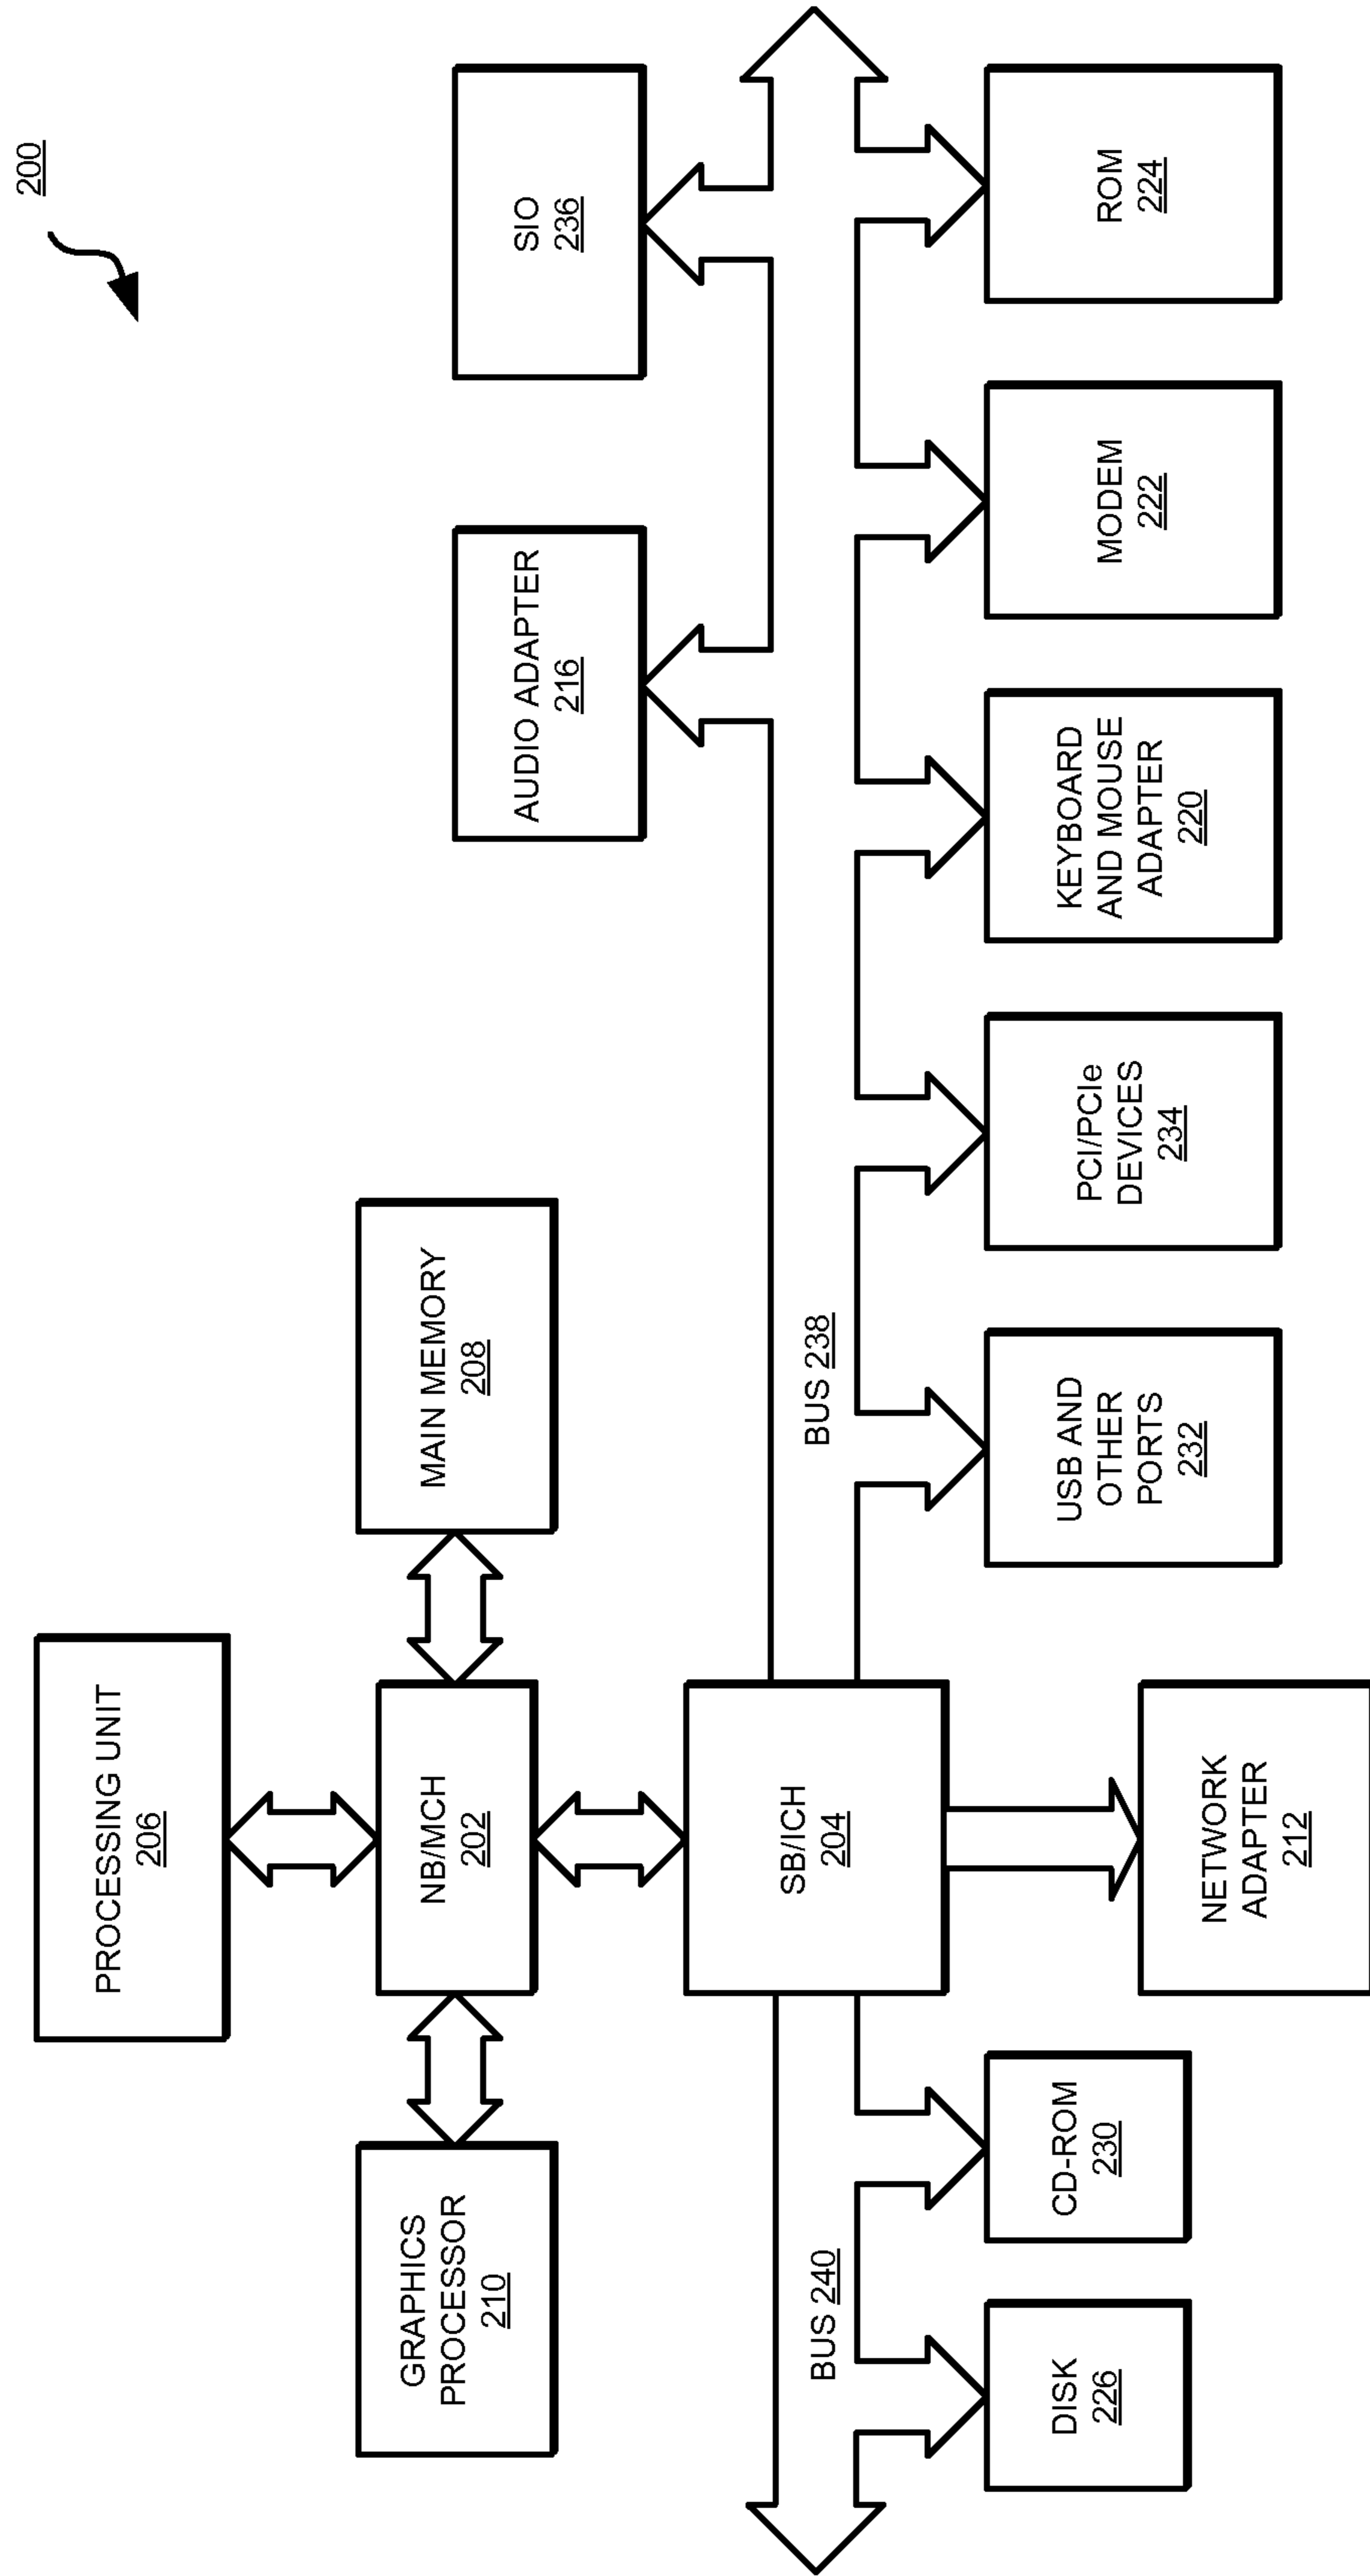 200
PROCESSING UNIT
206
GRAPHICS
PROCESSOR
210
NB/MCH
202
MAIN MEMORY
208
AUDIO ADAPTER
216
SIO
236
SB/ICH
204
BUS 240
BUS 238
DISK
226
CD-ROM
230
NETWORK
ADAPTER
212
USB AND
OTHER
PORTS
232
PCI/PCIe
DEVICES
234
KEYBOARD
AND MOUSE
ADAPTER
220
MODEM
222
ROM
224